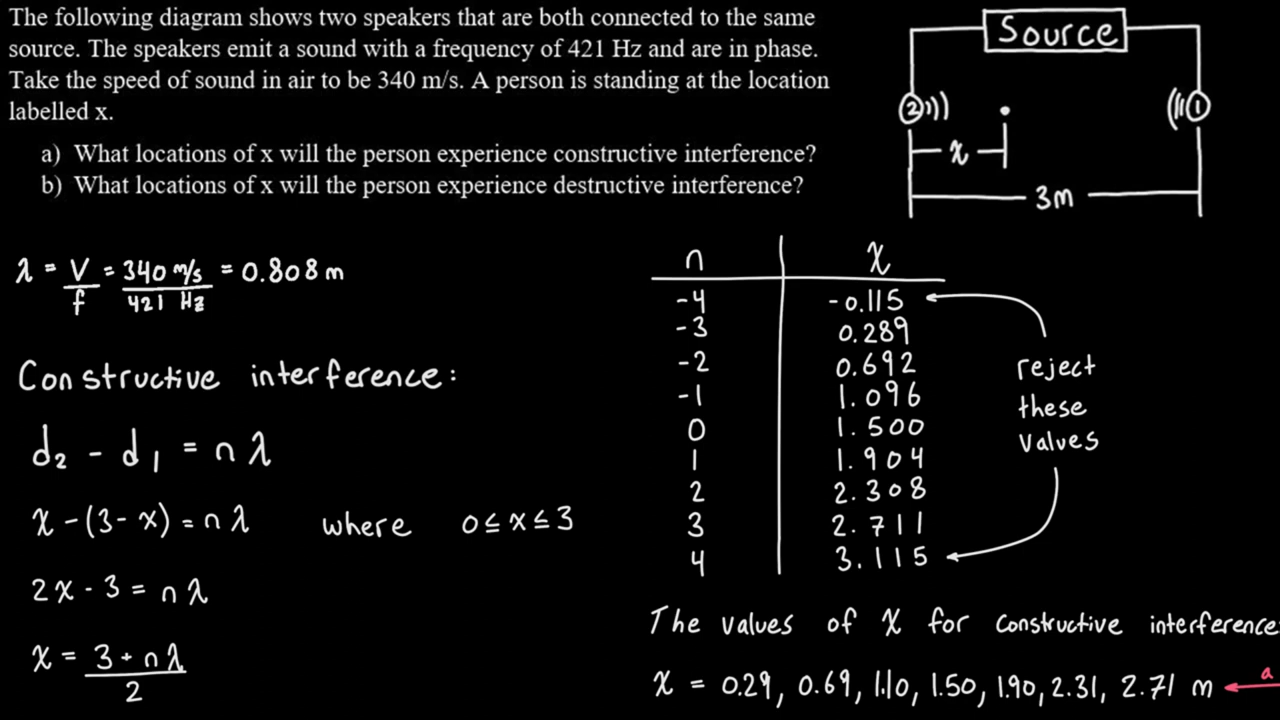 The following diagram shows two speakers that are both connected to the same
source. The speakers emit a sound with a frequency of 421 Hz and are in phase.
Take the speed of sound in air to be 340 m/s. A person is standing at the location
labelled x.
a) What locations of x will the person experience constructive interference?
b) What locations of x will the person experience destructive interference?
Source
2
1
x
3m
λ = V/f = 340 m/s / 421 Hz = 0.808 m
Constructive interference:
d₂ - d₁ = nλ
x - (3 - x) = nλ where 0 ≤ x ≤ 3
2x - 3 = nλ
x = 3 + nλ / 2
n x
-4 -0.115
-3 0.289
-2 0.692
-1 1.096
0 1.500
1 1.904
2 2.308
3 2.711
4 3.115
reject
these
values
The values of x for constructive interference
x = 0.29, 0.69, 1.10, 1.50, 1.90, 2.31, 2.71 m
a